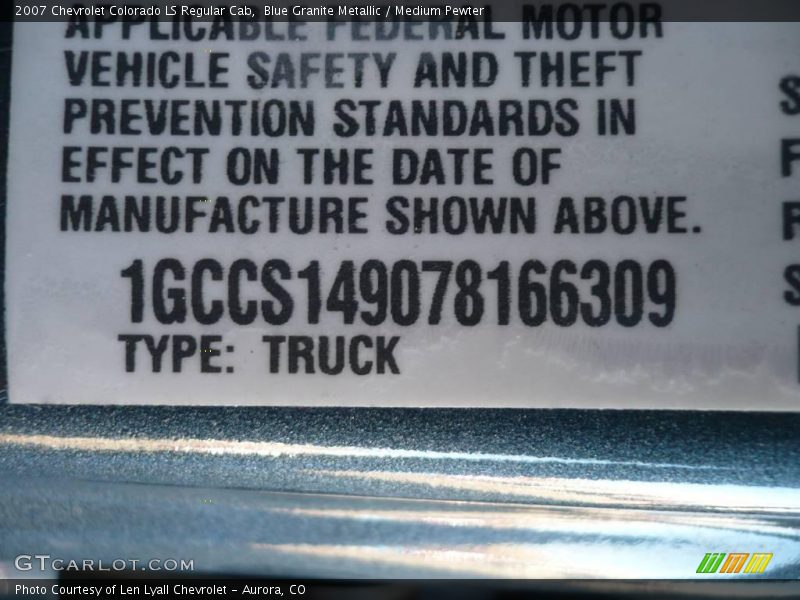 2007 Chevrolet Colorado LS Regular Cab,  Blue Granite Metallic / Medium Pewter
APPLICABLE FEDERAL MOTOR
VEHICLE SAFETY AND THEFT
PREVENTION STANDARDS IN
EFFECT ON THE DATE OF
MANUFACTURE SHOWN ABOVE.
1GCCS149078166309
TYPE: TRUCK
GTCARLOT.COM
Photo Courtesy of Len Lyall Chevrolet – Aurora, CO